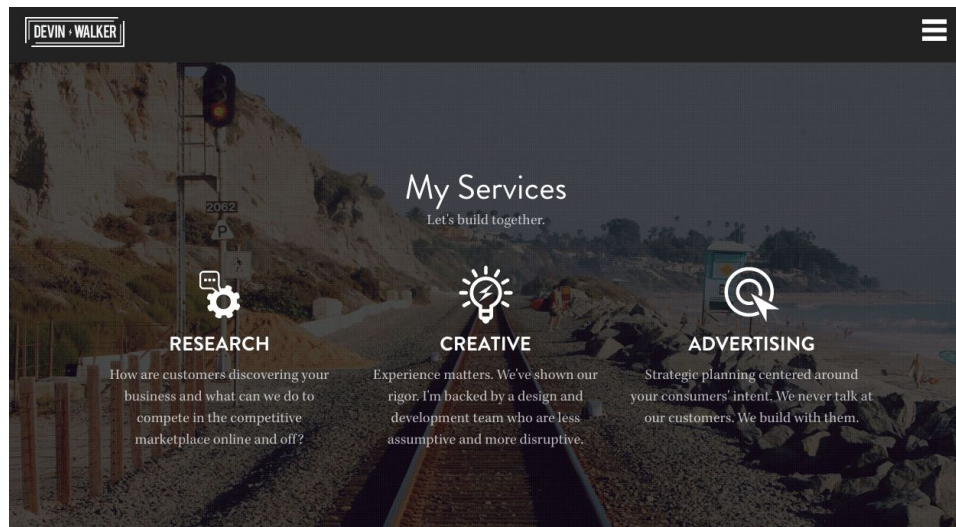 DEVIN WALKER
My Services
Let's build together.
2062
P
RESEARCH
How are customers discovering your
business and what can we do to
compete in the competitive
marketplace online and off?
CREATIVE
Experience matters. We've shown our
rigor. I'm backed by a design and
development team who are less
assumptive and more disruptive.
ADVERTISING
Strategic planning centered around
your consumers' intent. We never talk at
our customers. We build with them.